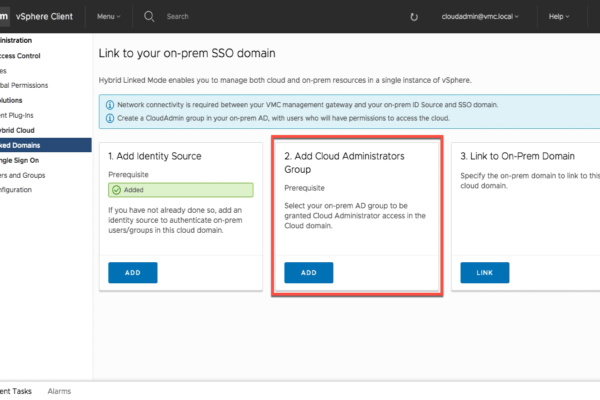 vSphere Client
Menu
Search
cloudadmin@vmc.local
Help
Link to your on-prem SSO domain
Hybrid Linked Mode enables you to manage both cloud and on-prem resources in a single instance of vSphere.
Network connectivity is required between your VMC management gateway and your on-prem ID Source and SSO domain.
Create a CloudAdmin group in your on-prem AD, with users who will have permissions to access the cloud.
ninistration
ccess Control
es
bal Permissions
olutions
ent Plug-Ins
ybrid Cloud
ked Domains
ngle Sign On
ers and Groups
nfiguration
1. Add Identity Source
Prerequisite
Added
If you have not already done so, add an
identity source to authenticate on-prem
users/groups in this cloud domain.
ADD
2. Add Cloud Administrators
Group
Prerequisite
Select your on-prem AD group to be
granted Cloud Administrator access in the
Cloud domain.
ADD
3. Link to On-Prem Domain
Specify the on-prem domain to link to this
cloud domain.
LINK
ent Tasks
Alarms